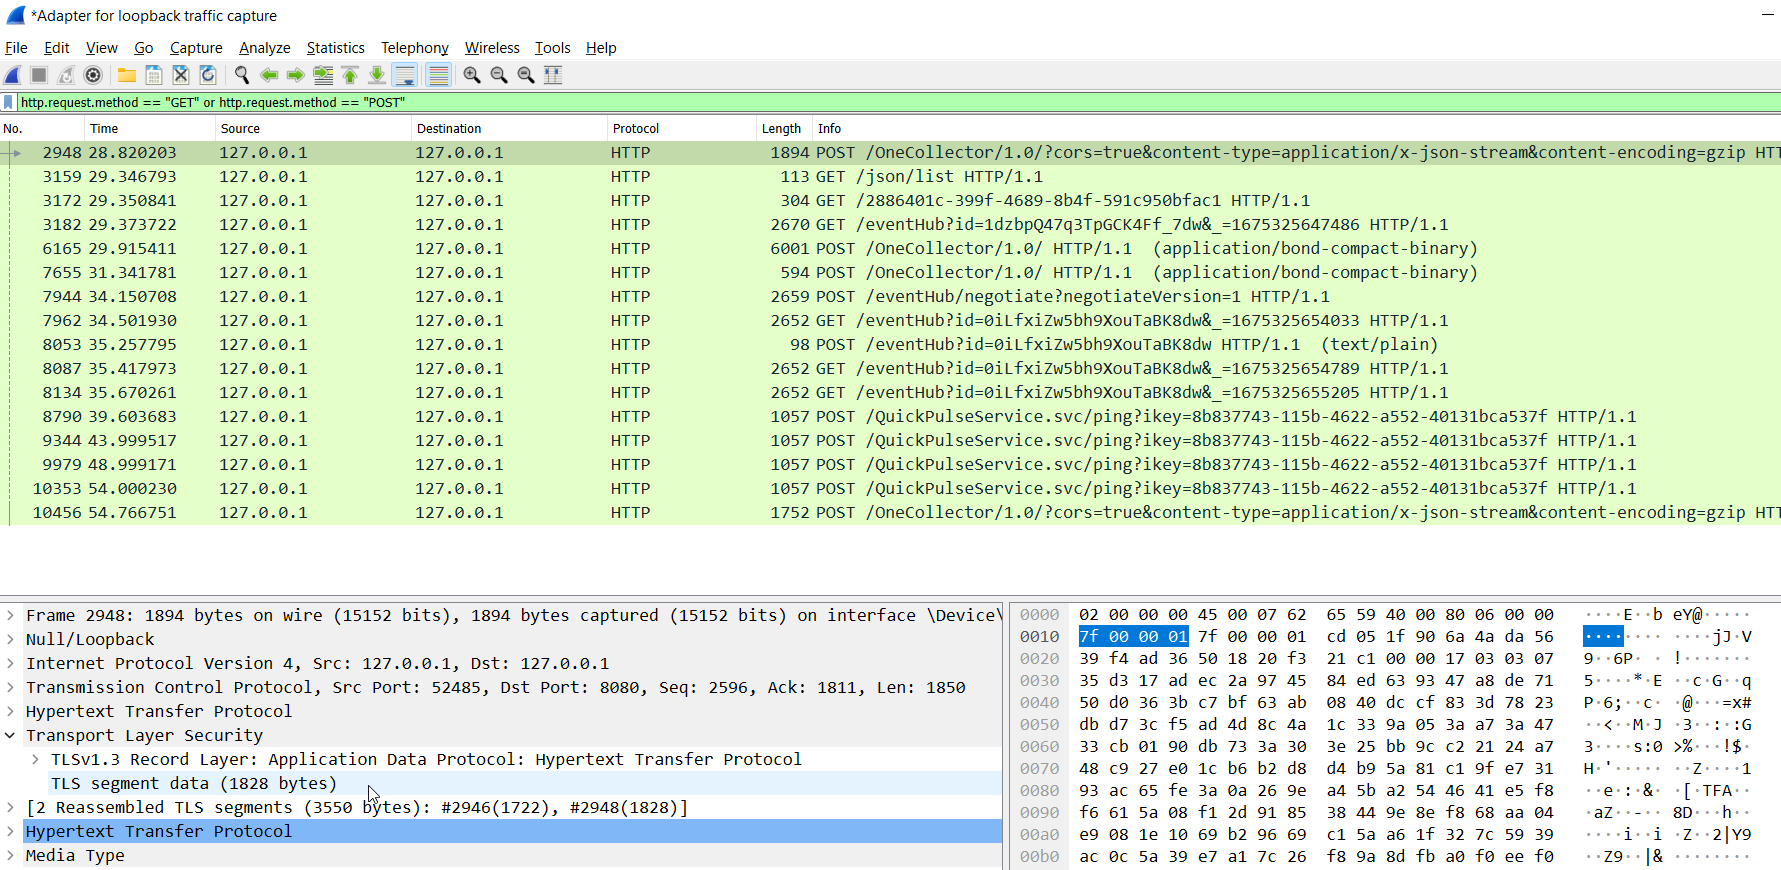 *Adapter for loopback traffic capture
File Edit View Go Capture Analyze Statistics Telephony Wireless Tools Help
http.request.method == "GET" or http.request.method == "POST"
No. Time Source Destination Protocol Length Info
2948 28.820203 127.0.0.1 127.0.0.1 HTTP 1894 POST /OneCollector/1.0/?cors=true&content-type=application/x-json-stream&content-encoding=gzip HTT
3159 29.346793 127.0.0.1 127.0.0.1 HTTP 113 GET /json/list HTTP/1.1
3172 29.350841 127.0.0.1 127.0.0.1 HTTP 304 GET /2886401c-399f-4689-8b4f-591c950bfac1 HTTP/1.1
3182 29.373722 127.0.0.1 127.0.0.1 HTTP 2670 GET /eventHub?id=1dzbpQ47q3TpGCK4Ff_7dw&_=1675325647486 HTTP/1.1
6165 29.915411 127.0.0.1 127.0.0.1 HTTP 6001 POST /OneCollector/1.0/ HTTP/1.1 (application/bond-compact-binary)
7655 31.341781 127.0.0.1 127.0.0.1 HTTP 594 POST /OneCollector/1.0/ HTTP/1.1 (application/bond-compact-binary)
7944 34.150708 127.0.0.1 127.0.0.1 HTTP 2659 POST /eventHub/negotiate?negotiateVersion=1 HTTP/1.1
7962 34.501930 127.0.0.1 127.0.0.1 HTTP 2652 GET /eventHub?id=0iLfxiZw5bh9XouTaBK8dw&_=1675325654033 HTTP/1.1
8053 35.257795 127.0.0.1 127.0.0.1 HTTP 98 POST /eventHub?id=0iLfxiZw5bh9XouTaBK8dw HTTP/1.1 (text/plain)
8087 35.417973 127.0.0.1 127.0.0.1 HTTP 2652 GET /eventHub?id=0iLfxiZw5bh9XouTaBK8dw&_=1675325654789 HTTP/1.1
8134 35.670261 127.0.0.1 127.0.0.1 HTTP 2652 GET /eventHub?id=0iLfxiZw5bh9XouTaBK8dw&_=1675325655205 HTTP/1.1
8790 39.603683 127.0.0.1 127.0.0.1 HTTP 1057 POST /QuickPulseService.svc/ping?ikey=8b837743-115b-4622-a552-40131bca537f HTTP/1.1
9344 43.999517 127.0.0.1 127.0.0.1 HTTP 1057 POST /QuickPulseService.svc/ping?ikey=8b837743-115b-4622-a552-40131bca537f HTTP/1.1
9979 48.999171 127.0.0.1 127.0.0.1 HTTP 1057 POST /QuickPulseService.svc/ping?ikey=8b837743-115b-4622-a552-40131bca537f HTTP/1.1
10353 54.000230 127.0.0.1 127.0.0.1 HTTP 1057 POST /QuickPulseService.svc/ping?ikey=8b837743-115b-4622-a552-40131bca537f HTTP/1.1
10456 54.766751 127.0.0.1 127.0.0.1 HTTP 1752 POST /OneCollector/1.0/?cors=true&content-type=application/x-json-stream&content-encoding=gzip HTT
Frame 2948: 1894 bytes on wire (15152 bits), 1894 bytes captured (15152 bits) on interface \Device\
Null/Loopback
Internet Protocol Version 4, Src: 127.0.0.1, Dst: 127.0.0.1
Transmission Control Protocol, Src Port: 52485, Dst Port: 8080, Seq: 2596, Ack: 1811, Len: 1850
Hypertext Transfer Protocol
Transport Layer Security
TLSv1.3 Record Layer: Application Data Protocol: Hypertext Transfer Protocol
TLS segment data (1828 bytes)
[2 Reassembled TLS segments (3550 bytes): #2946(1722), #2948(1828)]
Hypertext Transfer Protocol
Media Type
0000 02 00 00 00 45 00 07 62 65 59 40 00 80 06 00 00 ····E··b eY@·····
0010 7f 00 00 01 7f 00 00 01 cd 05 1f 90 6a 4a da 56 ········ ····jJ·V
0020 39 f4 ad 36 50 18 20 f3 21 c1 00 00 17 03 03 07 9··6P· · !·······
0030 35 d3 17 ad ec 2a 97 45 84 ed 63 93 47 a8 de 71 5····*·E ··c·G··q
0040 50 d0 36 3b c7 bf 63 ab 08 40 dc cf 83 3d 78 23 P·6;··c· ·@···=x#
0050 db d7 3c f5 ad 4d 8c 4a 1c 33 9a 05 3a a7 3a 47 ··<··M·J ·3··:·:G
0060 33 cb 01 90 db 73 3a 30 3e 25 bb 9c c2 21 24 a7 3····s:0 >%···!$·
0070 48 c9 27 e0 1c b6 b2 d8 d4 b9 5a 81 c1 9f e7 31 H·'····· ··Z····1
0080 93 ac 65 fe 3a 0a 26 9e a4 5b a2 54 46 41 e5 f8 ··e·:·&· ·[·TFA··
0090 f6 61 5a 08 f1 2d 91 85 38 44 9e 8e f8 68 aa 04 ·aZ··-·· 8D···h··
00a0 e9 08 1e 10 69 b2 96 69 c1 5a a6 1f 32 7c 59 39 ····i··i ·Z··2|Y9
00b0 ac 0c 5a 39 e7 a1 7c 26 f8 9a 8d fb a0 f0 ee f0 ··Z9··|& ········